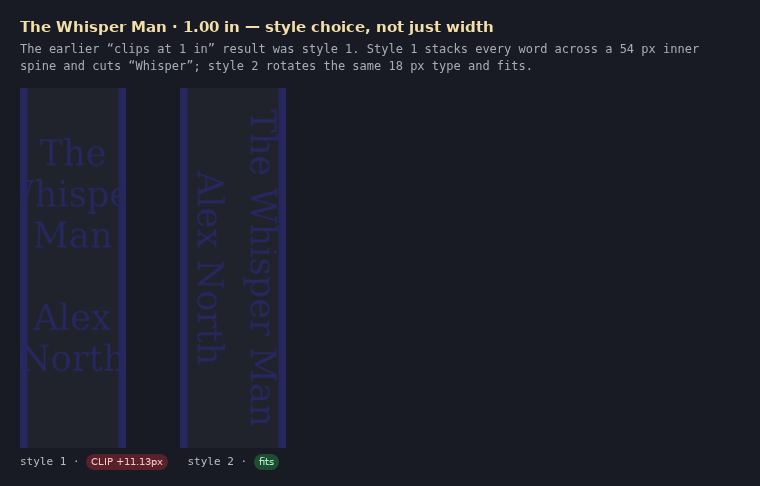 The Whisper Man · 1.00 in — style choice, not just width
The earlier “clips at 1 in” result was style 1. Style 1 stacks every word across a 54 px inner
spine and cuts “Whisper”; style 2 rotates the same 18 px type and fits.
The
Whispe
Man
Alex
North
The Whisper Man
Alex North
style 1 · CLIP +11.13px
style 2 · fits